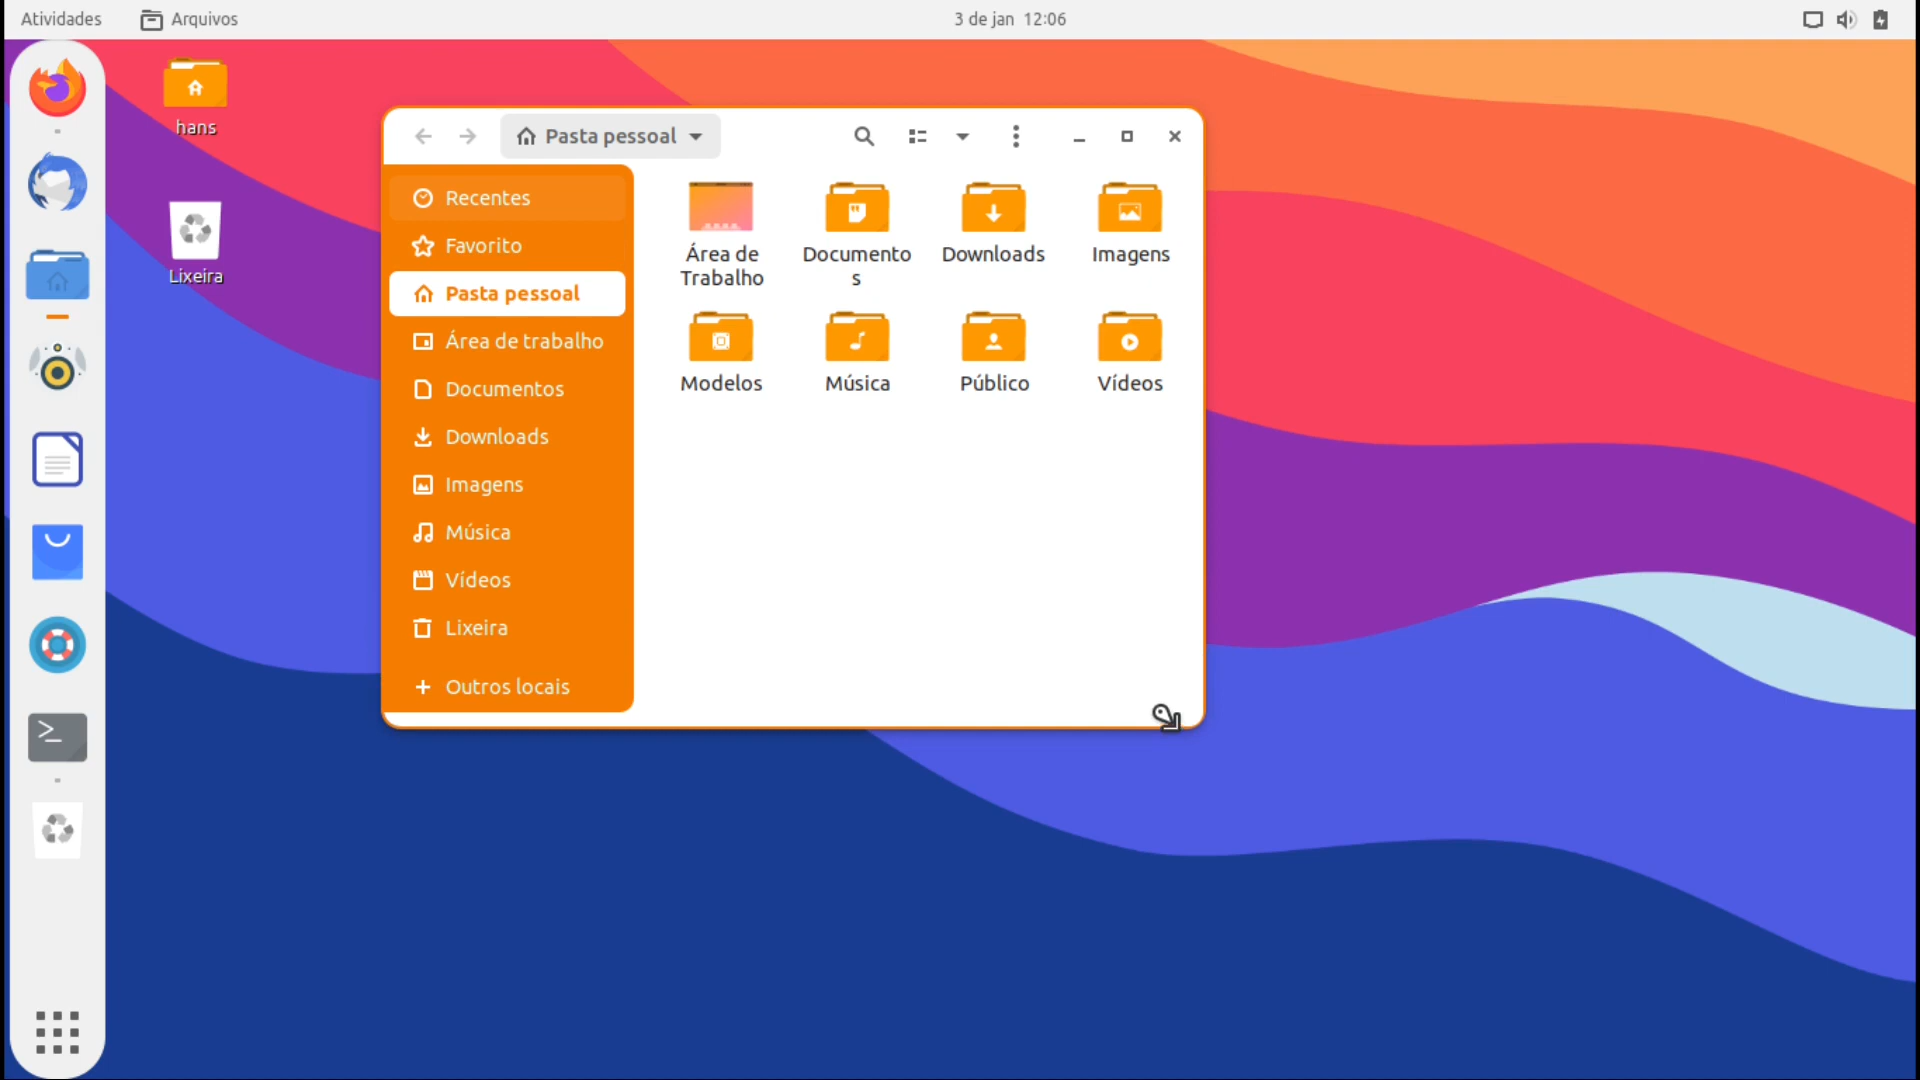 Atividades
Arquivos
3 de jan 12:06
hans
Lixeira
Pasta pessoal
Recentes
Favorito
Pasta pessoal
Área de trabalho
Documentos
Downloads
Imagens
Música
Vídeos
Lixeira
Outros locais
Área de
Trabalho
Documento
s
Downloads
Imagens
Modelos
Música
Público
Vídeos